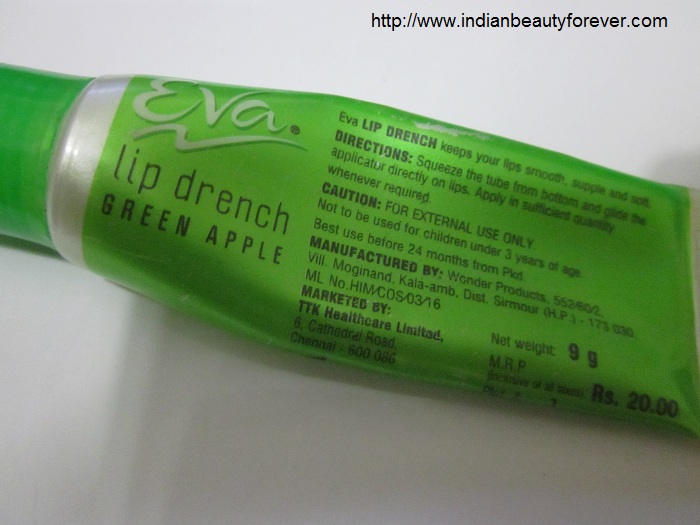 http://www.indianbeautyforever.com
Eva®
lip drench
GREEN APPLE
Eva LIP DRENCH keeps your lips smooth, supple and soft.
DIRECTIONS: Squeeze the tube from bottom and glide the
applicatur directly on lips. Apply in sufficient quantity
whenever required.
CAUTION: FOR EXTERNAL USE ONLY
Not to be used for children under 3 years of age.
Best use before 24 months from Pkd.
MANUFACTURED BY: Wonder Products, 552/60/2,
Vill. Moginand, Kala-amb, Dist. Sirmour (H.P.) - 173 030.
ML No.HIM/COS/03/16
MARKETED BY:
TTK Healthcare Limited,
6, Cathedral Road,
Chennai - 600 086
Net weight: 9 g
M.R.P
(inclusive of all taxes) Rs. 20.00